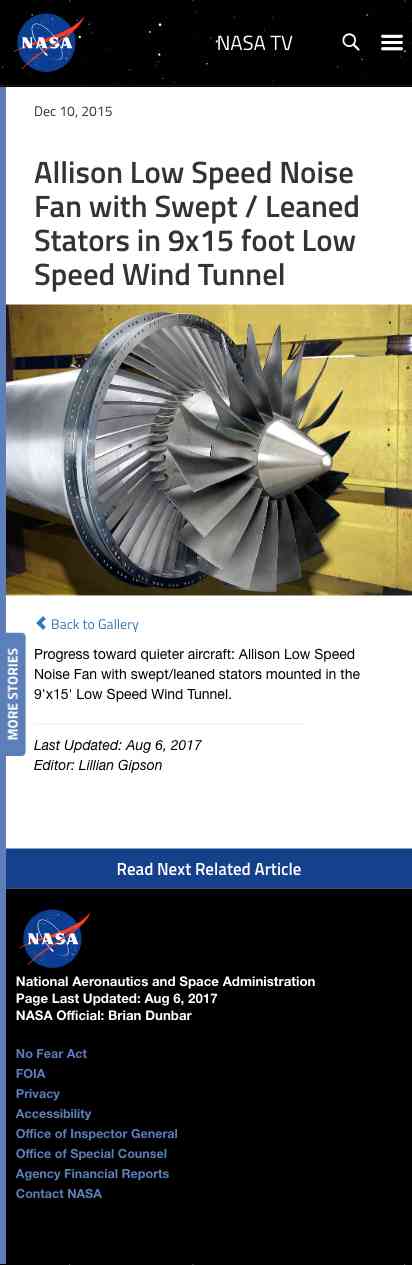 NASA
NASA TV
Dec 10, 2015
Allison Low Speed Noise
Fan with Swept / Leaned
Stators in 9x15 foot Low
Speed Wind Tunnel
Back to Gallery
Progress toward quieter aircraft: Allison Low Speed
Noise Fan with swept/leaned stators mounted in the
9'x15' Low Speed Wind Tunnel.
MORE STORIES
Last Updated: Aug 6, 2017
Editor: Lillian Gipson
Read Next Related Article
NASA
National Aeronautics and Space Administration
Page Last Updated: Aug 6, 2017
NASA Official: Brian Dunbar
No Fear Act
FOIA
Privacy
Accessibility
Office of Inspector General
Office of Special Counsel
Agency Financial Reports
Contact NASA